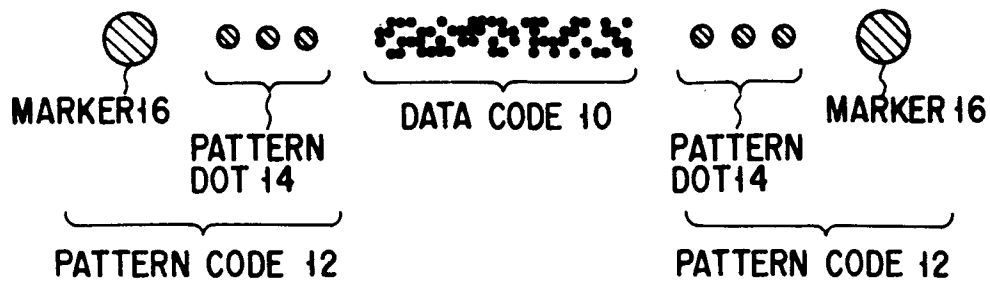 MARKER 16
PATTERN DOT 14
DATA CODE 10
PATTERN DOT 14
MARKER 16
PATTERN CODE 12
PATTERN CODE 12